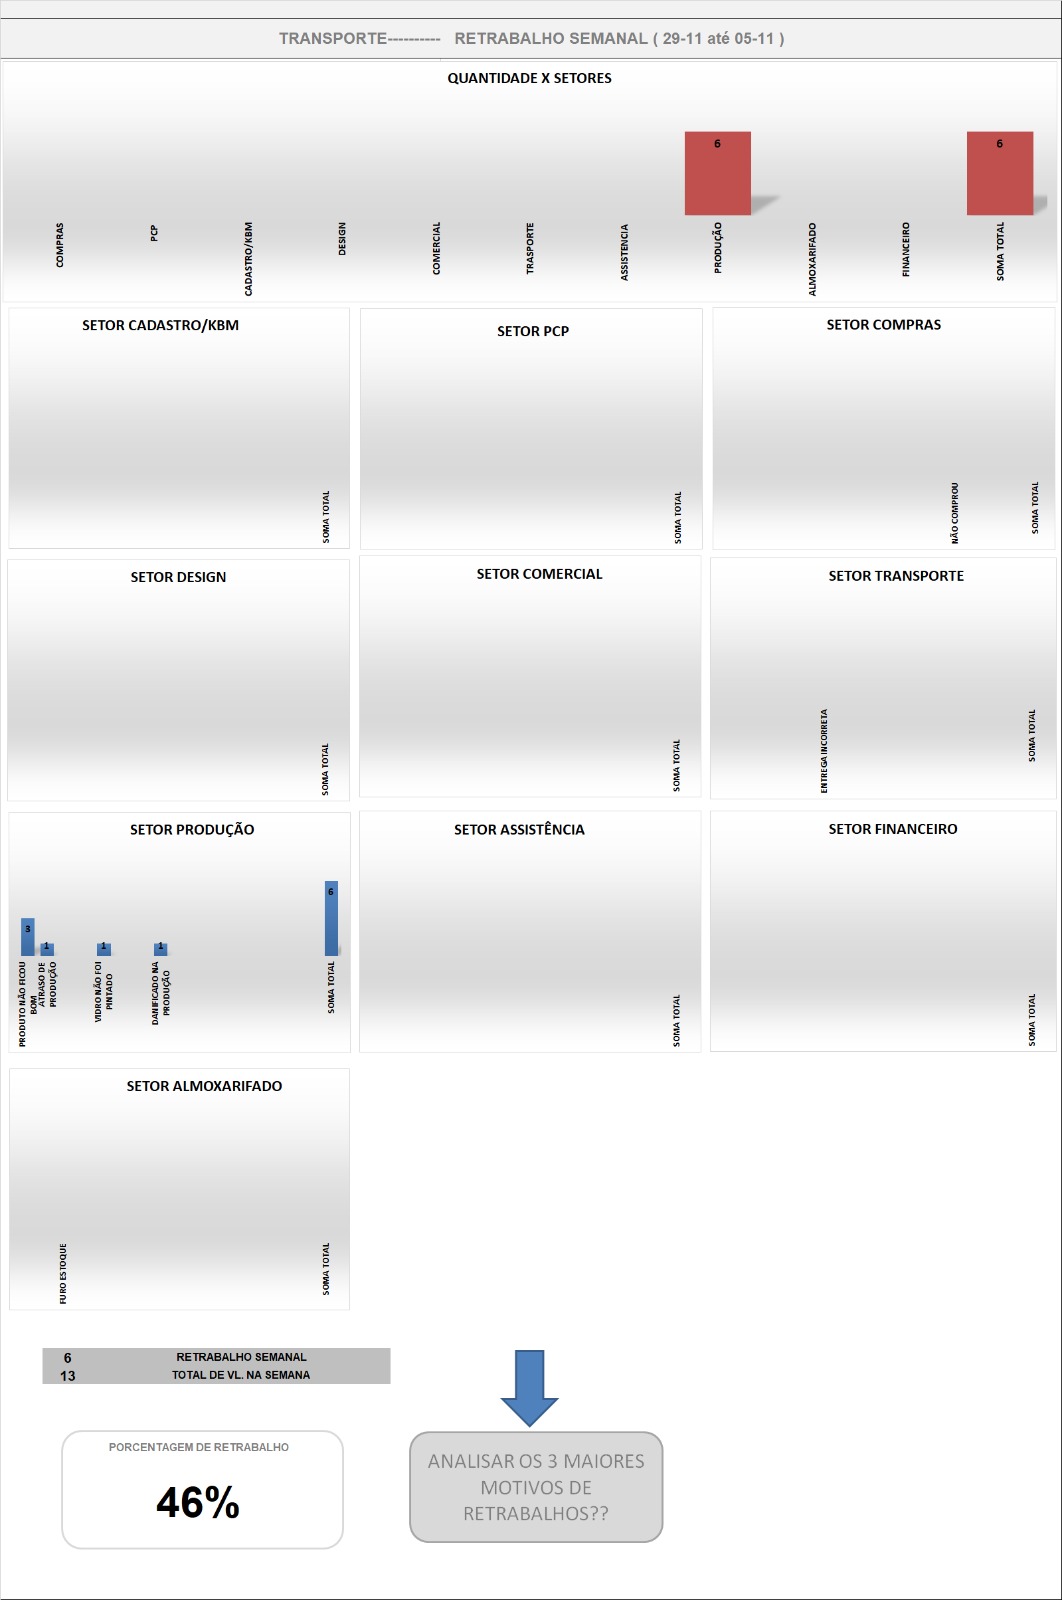 TRANSPORTE---------- RETRABALHO SEMANAL ( 29-11 até 05-11 )
QUANTIDADE X SETORES
6
6
COMPRAS
PCP
CADASTRO/KBM
DESIGN
COMERCIAL
TRASPORTE
ASSISTENCIA
PRODUÇÃO
ALMOXARIFADO
FINANCEIRO
SOMA TOTAL
SETOR CADASTRO/KBM
SOMA TOTAL
SETOR PCP
SOMA TOTAL
SETOR COMPRAS
NÃO COMPROU
SOMA TOTAL
SETOR DESIGN
SOMA TOTAL
SETOR COMERCIAL
SOMA TOTAL
SETOR TRANSPORTE
ENTREGA INCORRETA
SOMA TOTAL
SETOR PRODUÇÃO
3
1
1
1
6
PRODUTO NÃO FICOU
BOM
ATRASO DE
PRODUÇÃO
VIDRO NÃO FOI
PINTADO
DANIFICADO NA
PRODUÇÃO
SOMA TOTAL
SETOR ASSISTÊNCIA
SOMA TOTAL
SETOR FINANCEIRO
SOMA TOTAL
SETOR ALMOXARIFADO
FURO ESTOQUE
SOMA TOTAL
6 RETRABALHO SEMANAL
13 TOTAL DE VL. NA SEMANA
PORCENTAGEM DE RETRABALHO
46%
ANALISAR OS 3 MAIORES
MOTIVOS DE
RETRABALHOS??